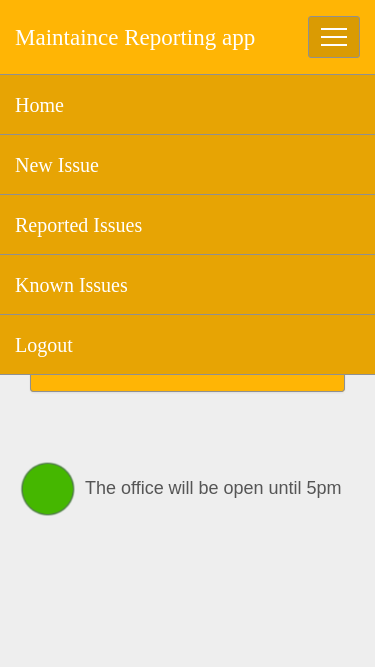 Maintaince Reporting app
Home
New Issue
Reported Issues
Known Issues
Logout
The office will be open until 5pm